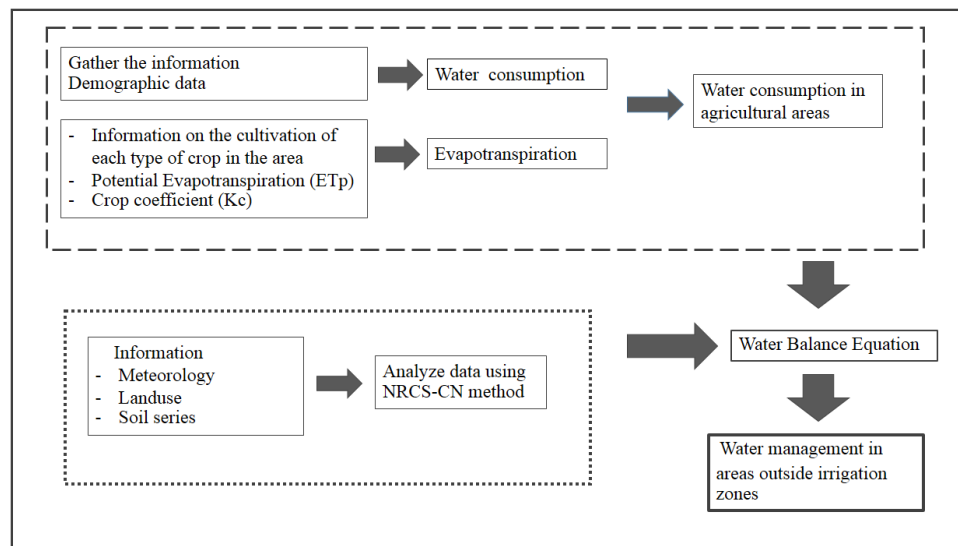 Gather the information
Demographic data
Water consumption
Water consumption in
agricultural areas
- Information on the cultivation of
each type of crop in the area
- Potential Evapotranspiration (ETp)
- Crop coefficient (Kc)
Evapotranspiration
Information
- Meteorology
- Landuse
- Soil series
Analyze data using
NRCS-CN method
Water Balance Equation
Water management in
areas outside irrigation
zones